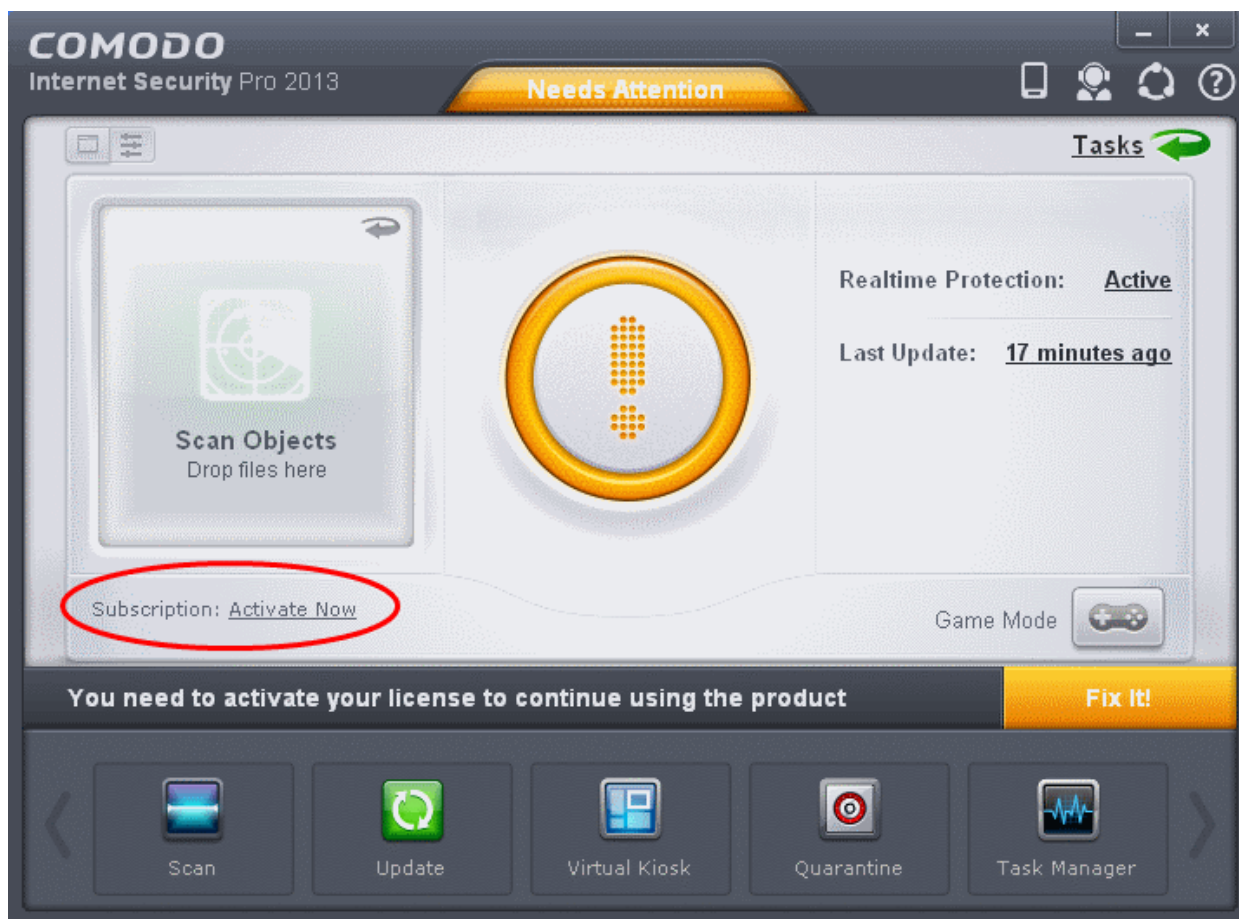 COMODO
Internet Security Pro 2013
Needs Attention
Tasks
Scan Objects
Drop files here
Realtime Protection: Active
Last Update: 17 minutes ago
Subscription: Activate Now
Game Mode
You need to activate your license to continue using the product
Fix It!
Scan
Update
Virtual Kiosk
Quarantine
Task Manager